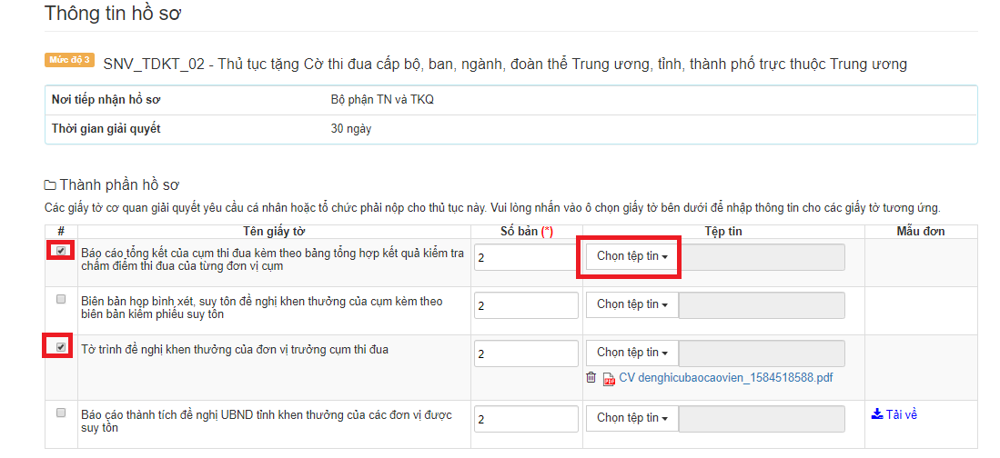 Thông tin hồ sơ
Mức độ 3 SNV_TDKT_02 - Thủ tục tặng Cờ thi đua cấp bộ, ban, ngành, đoàn thể Trung ương, tỉnh, thành phố trực thuộc Trung ương
Nơi tiếp nhận hồ sơ Bộ phận TN và TKQ
Thời gian giải quyết 30 ngày
Thành phần hồ sơ
Các giấy tờ cơ quan giải quyết yêu cầu cá nhân hoặc tổ chức phải nộp cho thủ tục này. Vui lòng nhấn vào ô chọn giấy tờ bên dưới để nhập thông tin cho các giấy tờ tương ứng.
# Tên giấy tờ Số bản (*) Tệp tin Mẫu đơn
Báo cáo tổng kết của cụm thi đua kèm theo bảng tổng hợp kết quả kiểm tra
chấm điểm thi đua của từng đơn vị cụm
2 Chọn tệp tin
Biên bản họp bình xét, suy tôn đề nghị khen thưởng của cụm kèm theo
biên bản kiểm phiếu suy tôn
2 Chọn tệp tin
Tờ trình đề nghị khen thưởng của đơn vị trưởng cụm thi đua
2 Chọn tệp tin
CV denghicubaocaovien_1584518588.pdf
Báo cáo thành tích đề nghị UBND tỉnh khen thưởng của các đơn vị được
suy tôn
2 Chọn tệp tin Tải về